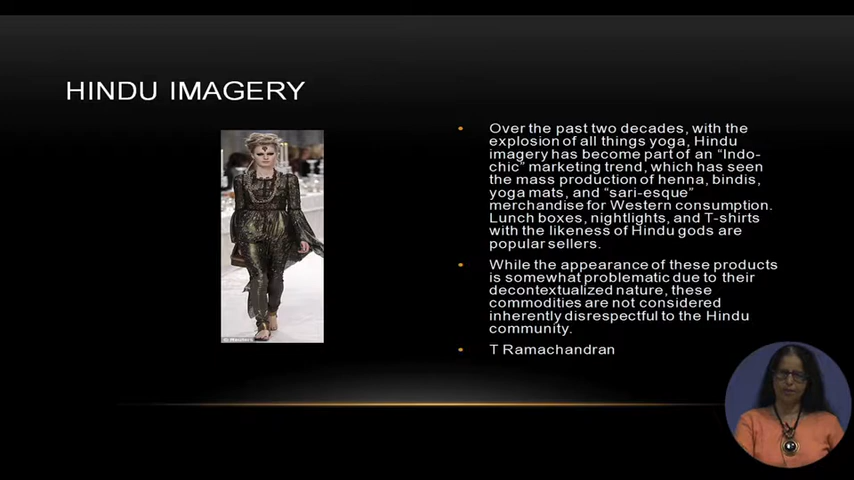 HINDU IMAGERY
Over the past two decades, with the
explosion of all things yoga, Hindu
imagery has become part of an "Indo-
chic" marketing trend, which has seen
the mass production of henna, bindis,
yoga mats, and "sari-esque"
merchandise for Western consumption.
Lunch boxes, nightlights, and T-shirts
with the likeness of Hindu gods are
popular sellers.
While the appearance of these products
is somewhat problematic due to their
decontextualized nature, these
commodities are not considered
inherently disrespectful to the Hindu
community.
T Ramachandran
© Reuters